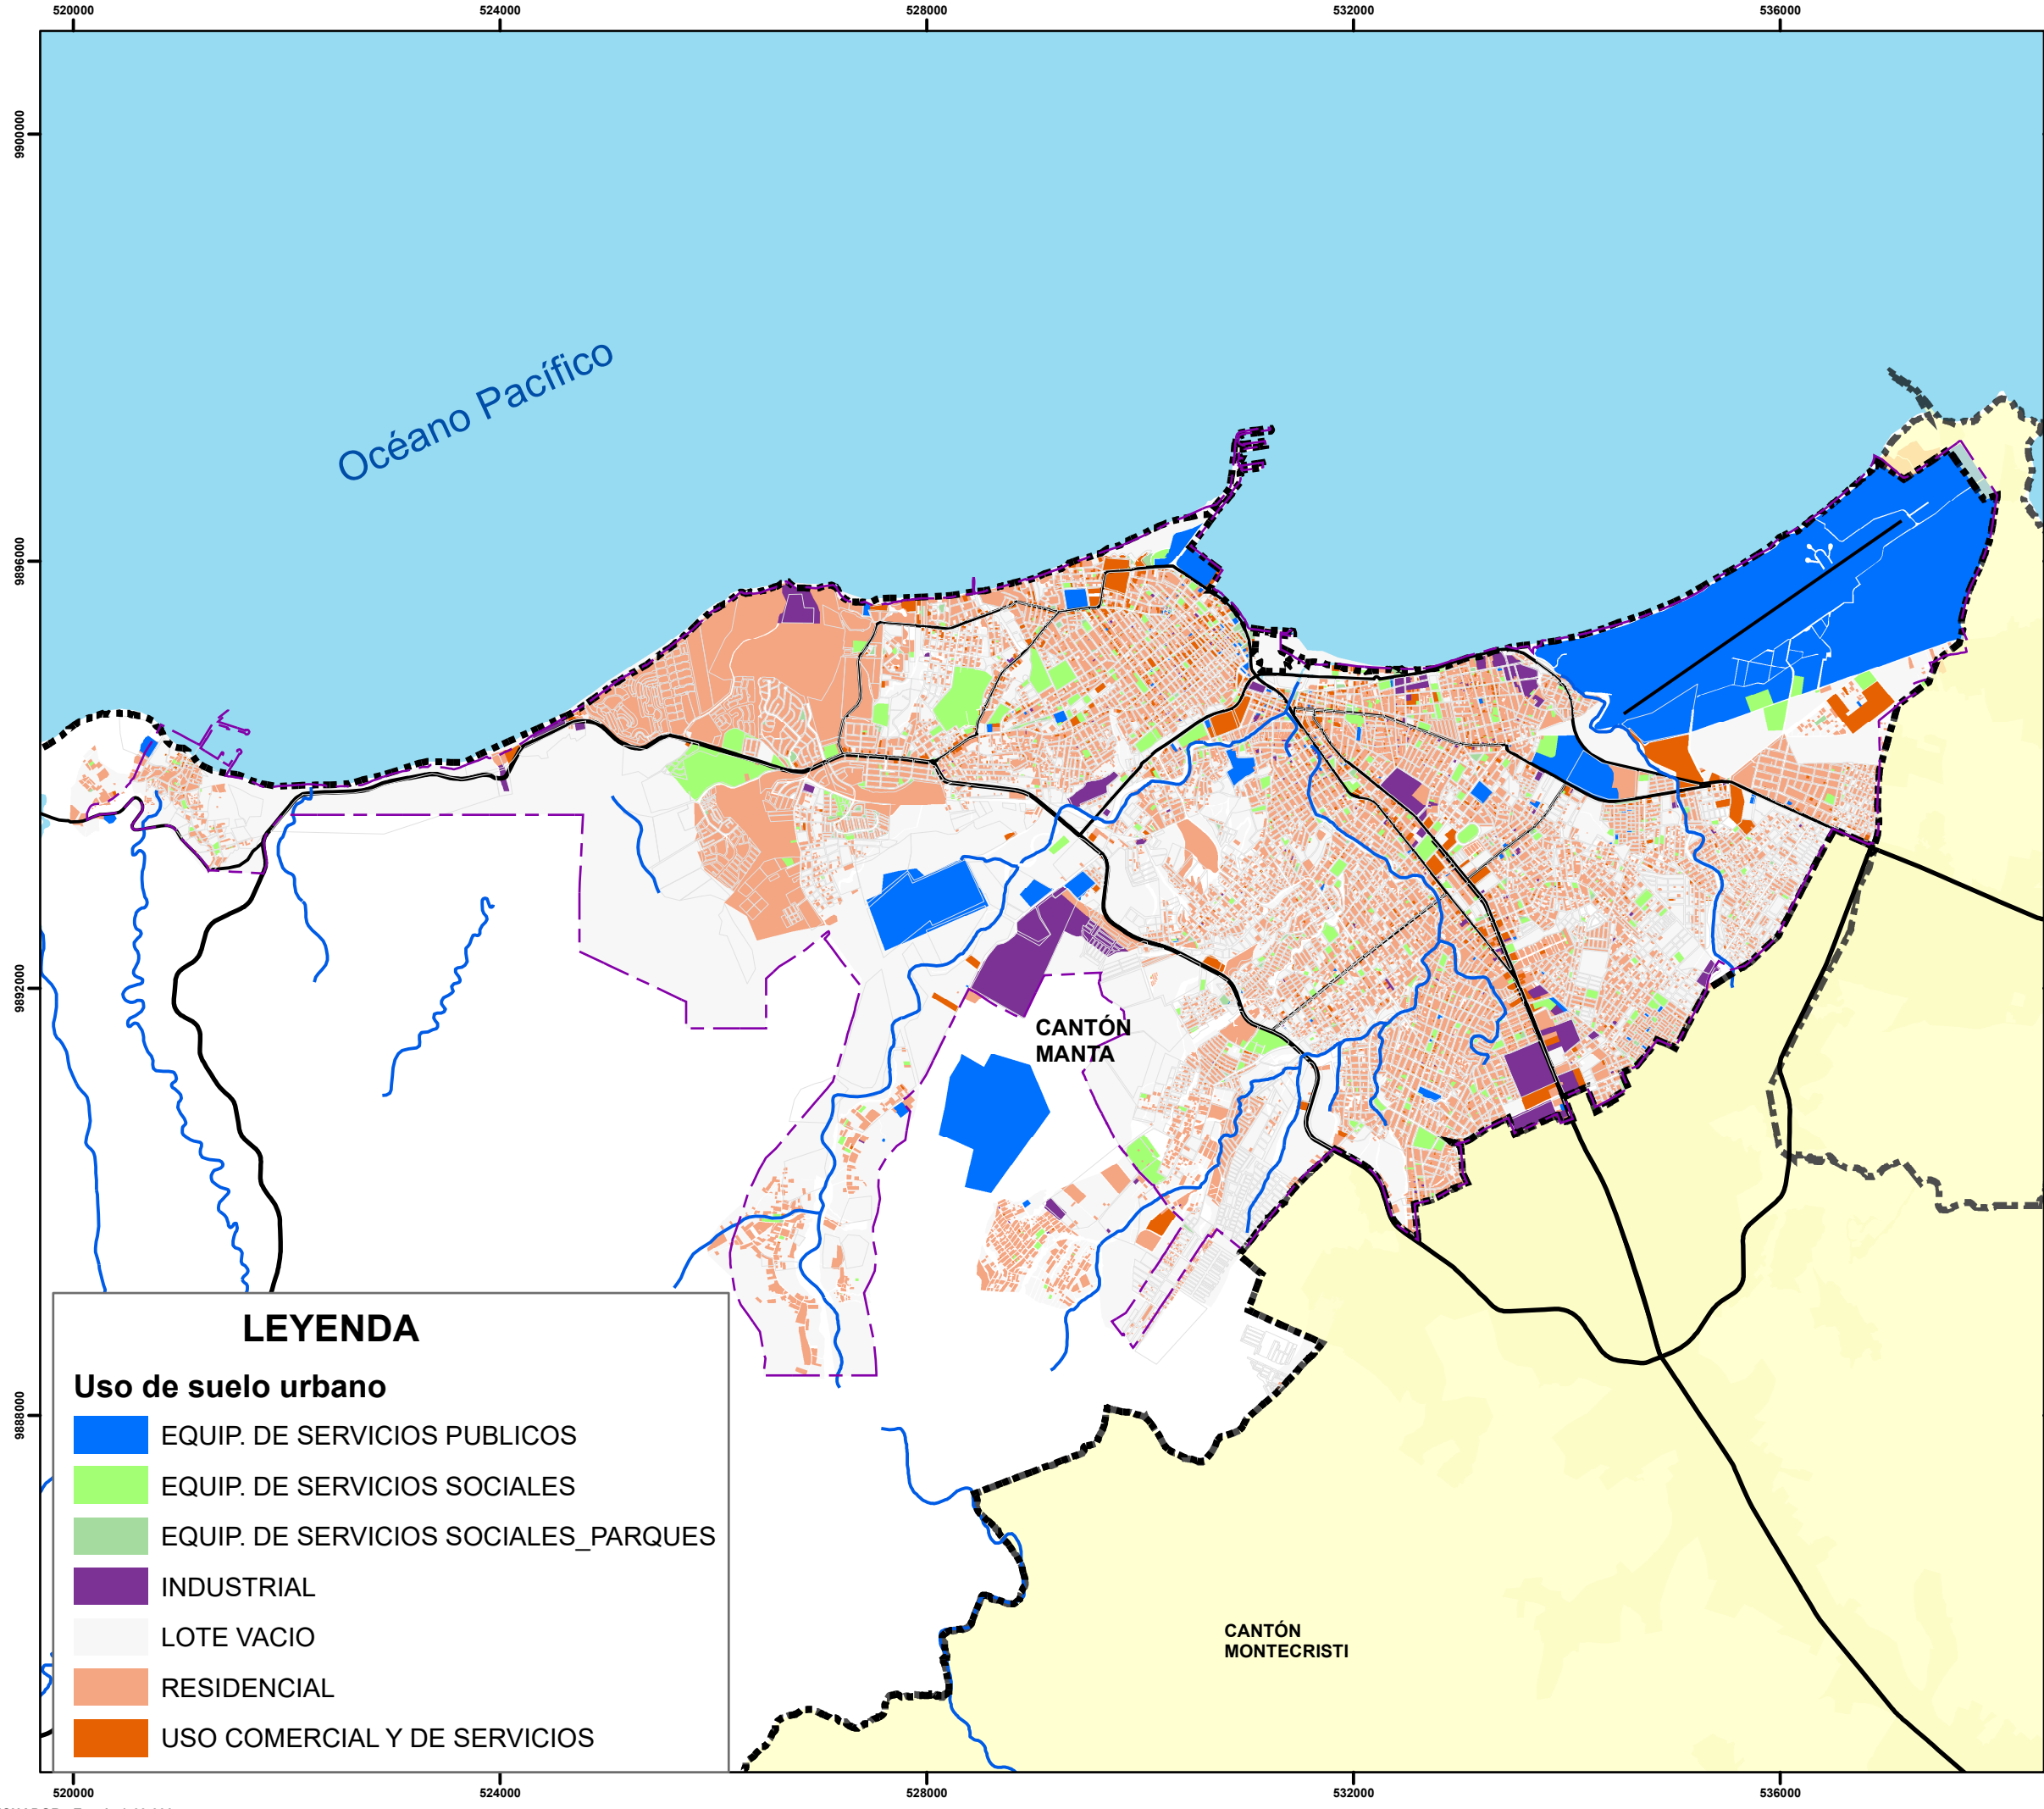 520000
524000
528000
532000
536000
9900000
9896000
9892000
9888000
Océano Pacífico
CANTÓN
MANTA
CANTÓN
MONTECRISTI
LEYENDA
Uso de suelo urbano
EQUIP. DE SERVICIOS PUBLICOS
EQUIP. DE SERVICIOS SOCIALES
EQUIP. DE SERVICIOS SOCIALES_PARQUES
INDUSTRIAL
LOTE VACIO
RESIDENCIAL
USO COMERCIAL Y DE SERVICIOS
520000
524000
528000
532000
536000